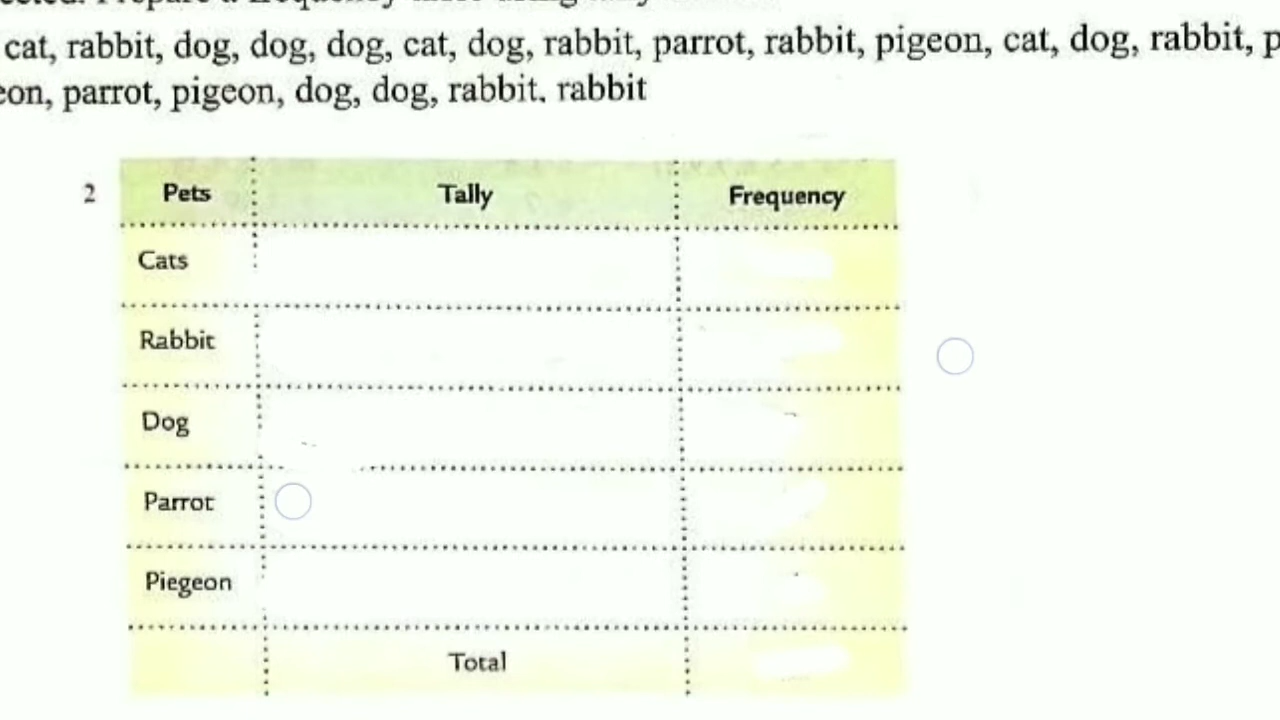 cat, rabbit, dog, dog, dog, cat, dog, rabbit, parrot, rabbit, pigeon, cat, dog, rabbit, p
eon, parrot, pigeon, dog, dog, rabbit. rabbit
2
Pets Tally Frequency
Cats
Rabbit
Dog
Parrot
Piegeon
Total